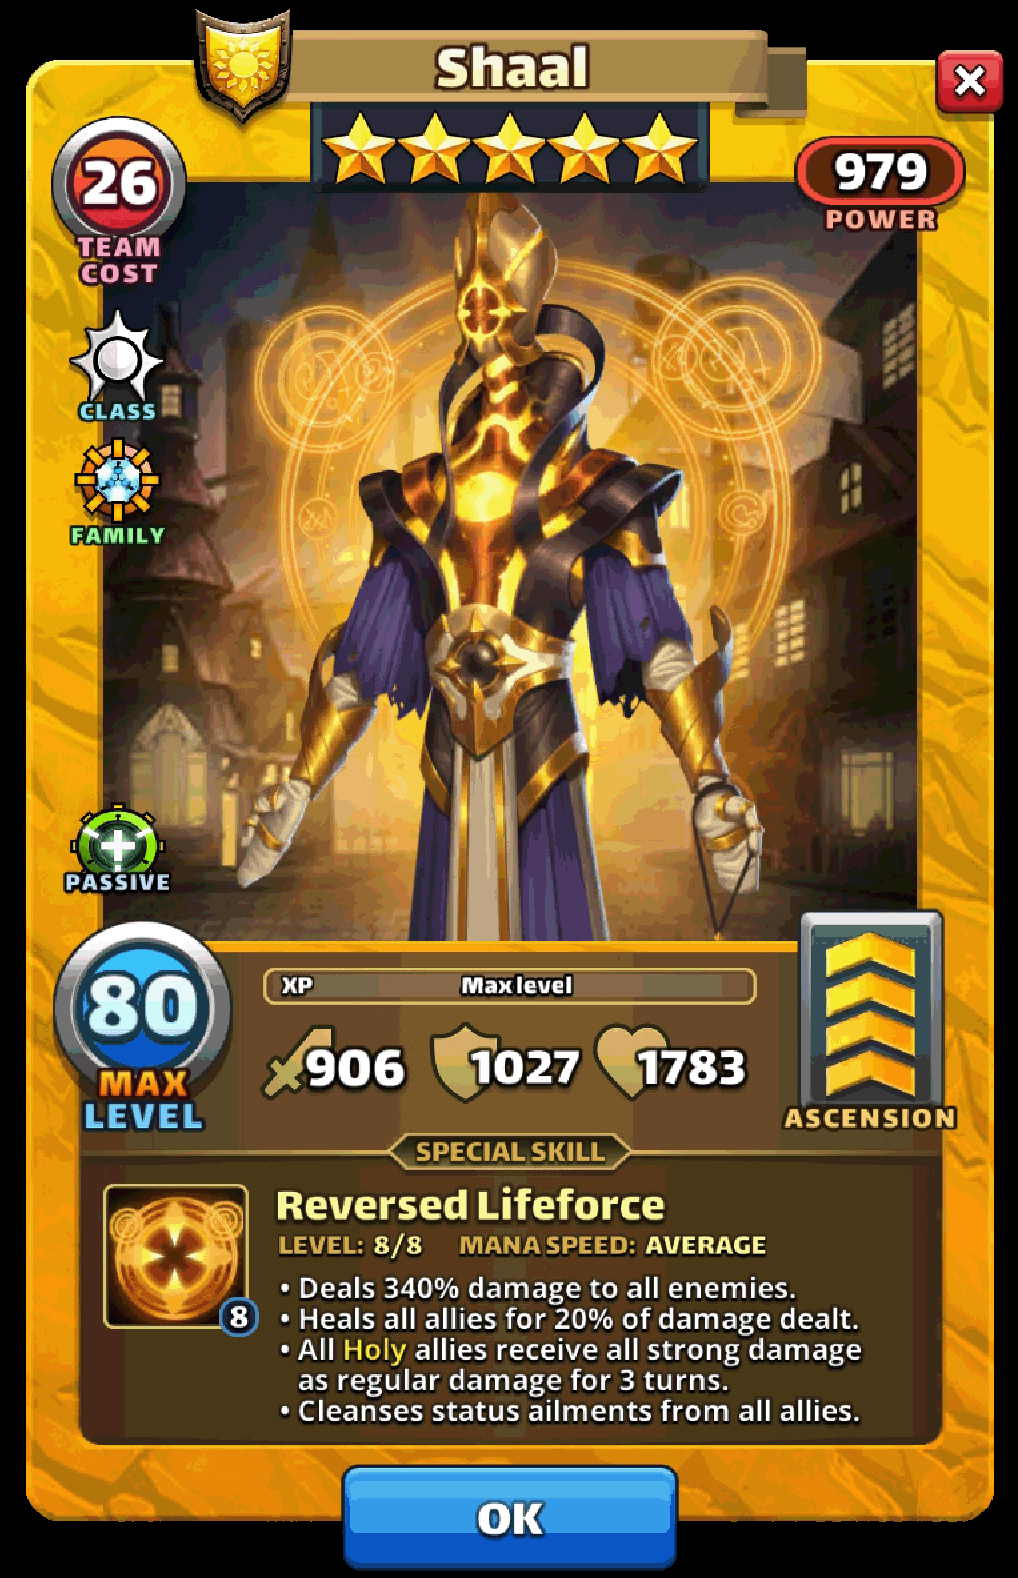 Shaal
26
TEAM
COST
979
POWER
CLASS
FAMILY
PASSIVE
80
MAX
LEVEL
XP Max level
906 1027 1783
ASCENSION
SPECIAL SKILL
Reversed Lifeforce
LEVEL: 8/8 MANA SPEED: AVERAGE
8
• Deals 340% damage to all enemies.
• Heals all allies for 20% of damage dealt.
• All Holy allies receive all strong damage
as regular damage for 3 turns.
• Cleanses status ailments from all allies.
OK